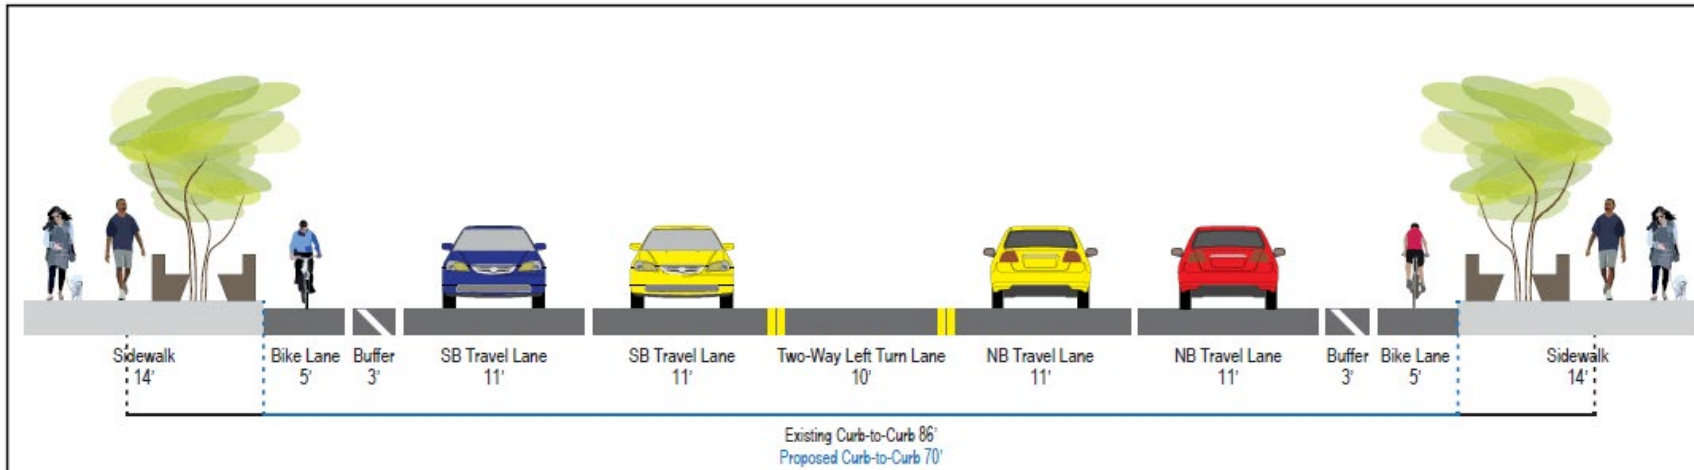 Sidewalk
14'
Bike Lane
5'
Buffer
3'
SB Travel Lane
11'
SB Travel Lane
11'
Two-Way Left Turn Lane
10'
NB Travel Lane
11'
NB Travel Lane
11'
Buffer
3'
Bike Lane
5'
Sidewalk
14'
Existing Curb-to-Curb 86'
Proposed Curb-to-Curb 70'